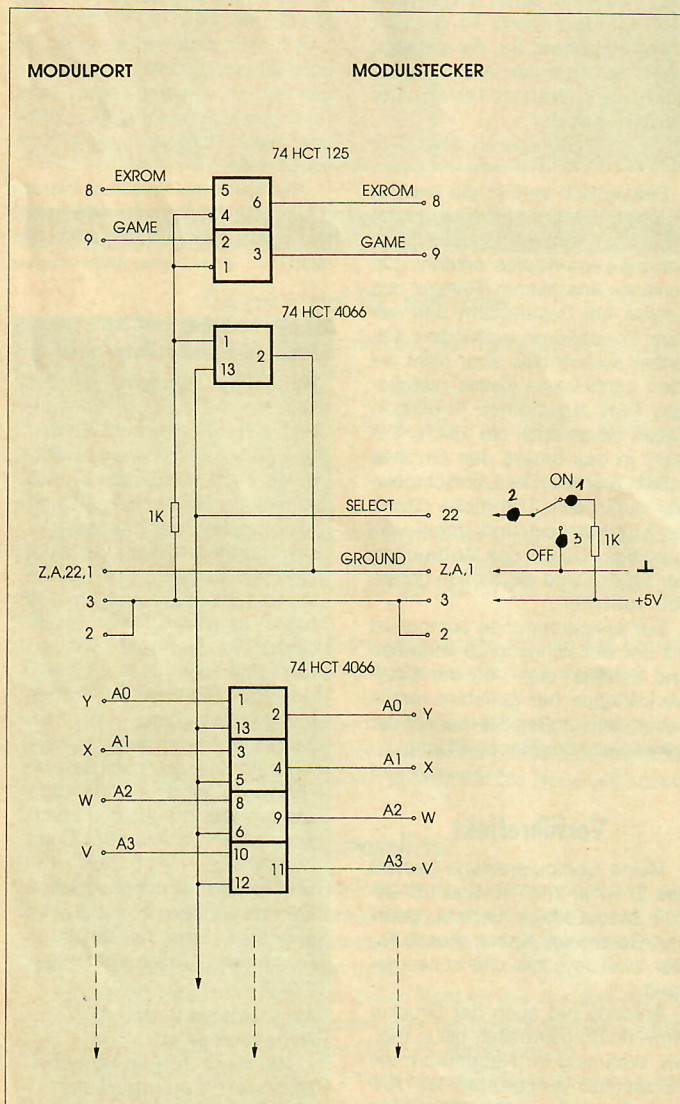 MODULPORT MODULSTECKER
74 HCT 125
EXROM
8 5 6 EXROM 8
4
GAME
9 2 3 GAME 9
1
74 HCT 4066
1 2
13
ON 1
2
SELECT 22
1K 3 1K
OFF
GROUND
Z,A,22,1 Z,A,1
3 3 +5V
2 2
74 HCT 4066
Y A0 1 2 A0 Y
13
X A1 3 4 A1 X
5
W A2 8 9 A2 W
6
V A3 10 11 A3 V
12